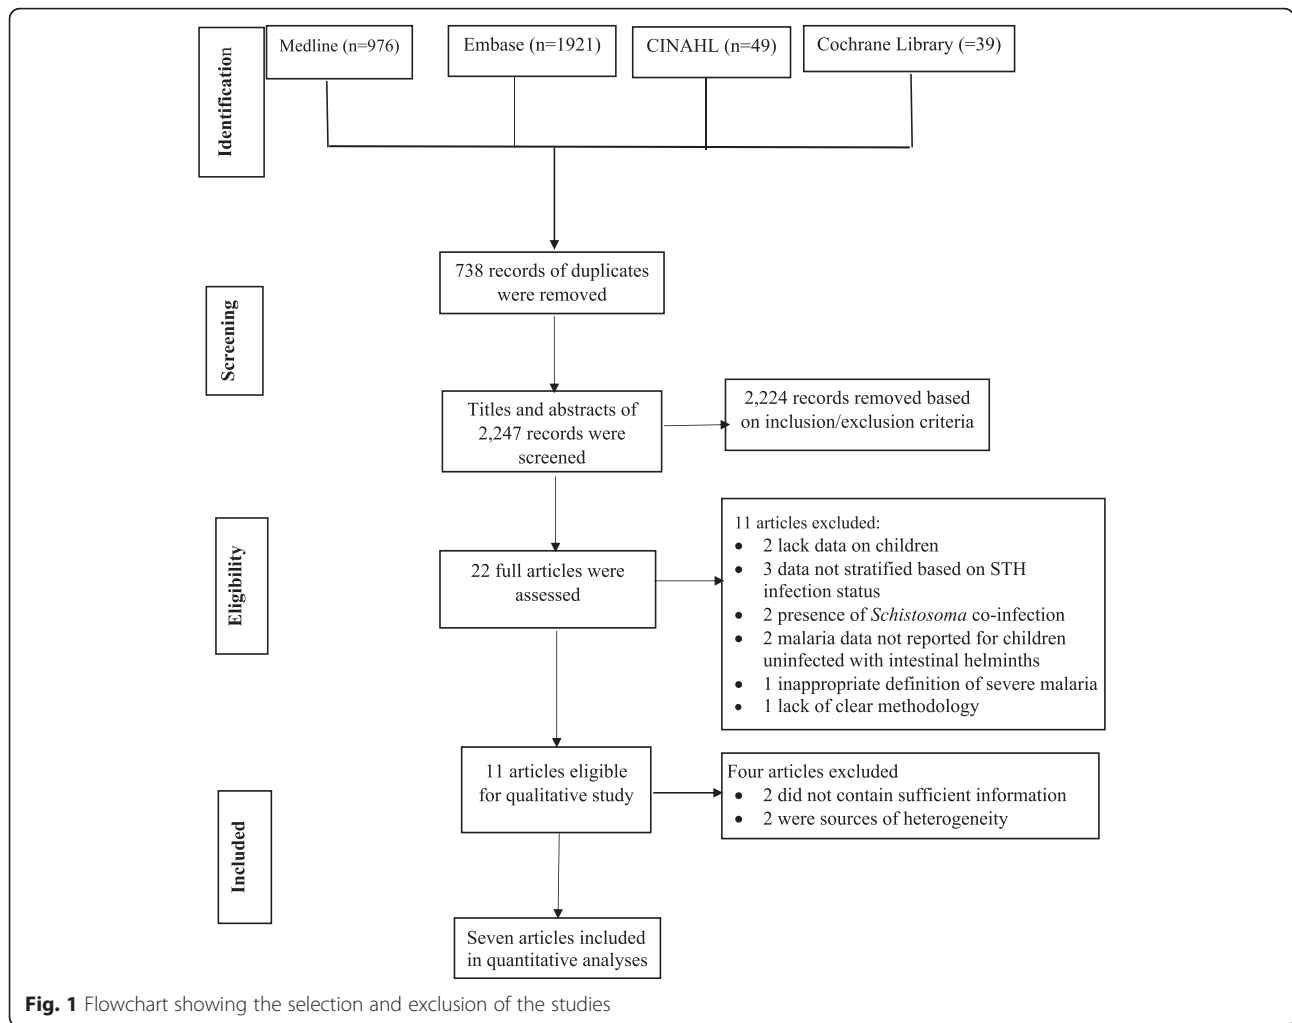 Identification
Medline (n=976)
Embase (n=1921)
CINAHL (n=49)
Cochrane Library (=39)
738 records of duplicates
were removed
Screening
Titles and abstracts of
2,247 records were
screened
2,224 records removed based
on inclusion/exclusion criteria
Eligibility
22 full articles were
assessed
11 articles excluded:
• 2 lack data on children
• 3 data not stratified based on STH
infection status
• 2 presence of Schistosoma co-infection
• 2 malaria data not reported for children
uninfected with intestinal helminths
• 1 inappropriate definition of severe malaria
• 1 lack of clear methodology
Included
11 articles eligible
for qualitative study
Four articles excluded
• 2 did not contain sufficient information
• 2 were sources of heterogeneity
Seven articles included
in quantitative analyses
Fig. 1 Flowchart showing the selection and exclusion of the studies